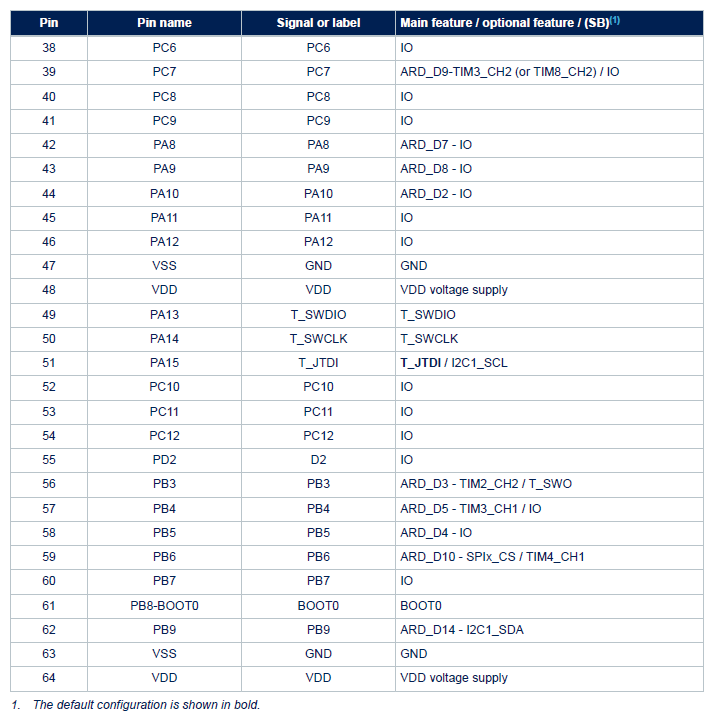 Pin Pin name Signal or label Main feature / optional feature / (SB)(1)
38 PC6 PC6 IO
39 PC7 PC7 ARD_D9-TIM3_CH2 (or TIM8_CH2) / IO
40 PC8 PC8 IO
41 PC9 PC9 IO
42 PA8 PA8 ARD_D7 - IO
43 PA9 PA9 ARD_D8 - IO
44 PA10 PA10 ARD_D2 - IO
45 PA11 PA11 IO
46 PA12 PA12 IO
47 VSS GND GND
48 VDD VDD VDD voltage supply
49 PA13 T_SWDIO T_SWDIO
50 PA14 T_SWCLK T_SWCLK
51 PA15 T_JTDI T_JTDI / I2C1_SCL
52 PC10 PC10 IO
53 PC11 PC11 IO
54 PC12 PC12 IO
55 PD2 D2 IO
56 PB3 PB3 ARD_D3 - TIM2_CH2 / T_SWO
57 PB4 PB4 ARD_D5 - TIM3_CH1 / IO
58 PB5 PB5 ARD_D4 - IO
59 PB6 PB6 ARD_D10 - SPIx_CS / TIM4_CH1
60 PB7 PB7 IO
61 PB8-BOOT0 BOOT0 BOOT0
62 PB9 PB9 ARD_D14 - I2C1_SDA
63 VSS GND GND
64 VDD VDD VDD voltage supply
1. The default configuration is shown in bold.